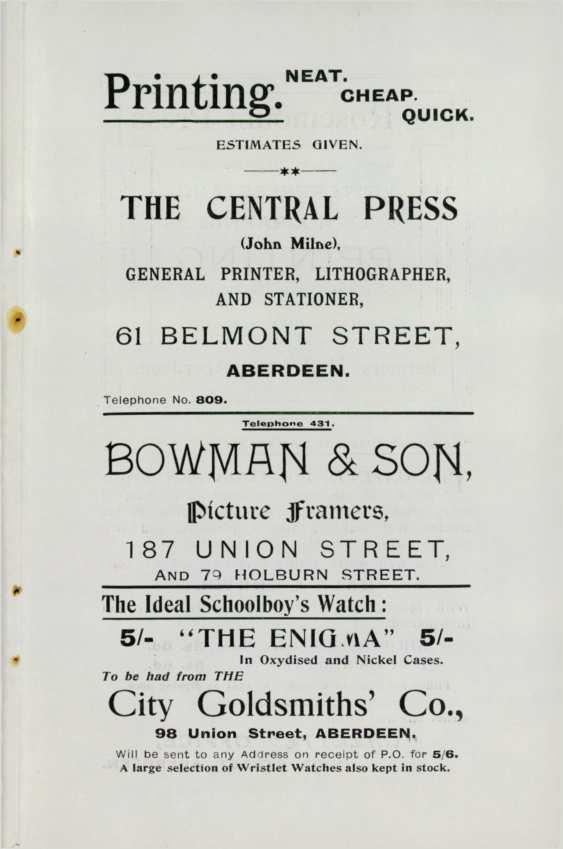 Printing. NEAT.
CHEAP.
QUICK.
ESTIMATES GIVEN.
THE CENTRAL PRESS
(John Milne),
GENERAL PRINTER, LITHOGRAPHER,
AND STATIONER,
61 BELMONT STREET,
ABERDEEN.
Telephone No. 809.
Telephone 431.
BOWMAN & SON,
Picture Framers,
187 UNION STREET,
AND 79 HOLBURN STREET.
The Ideal Schoolboy's Watch:
5/- "THE ENIGMA" 5/-
In Oxydised and Nickel Cases.
To be had from THE
City Goldsmiths' Co.,
98 Union Street, ABERDEEN.
Will be sent to any Address on receipt of P.O. for 5/6.
A large selection of Wristlet Watches also kept in stock.